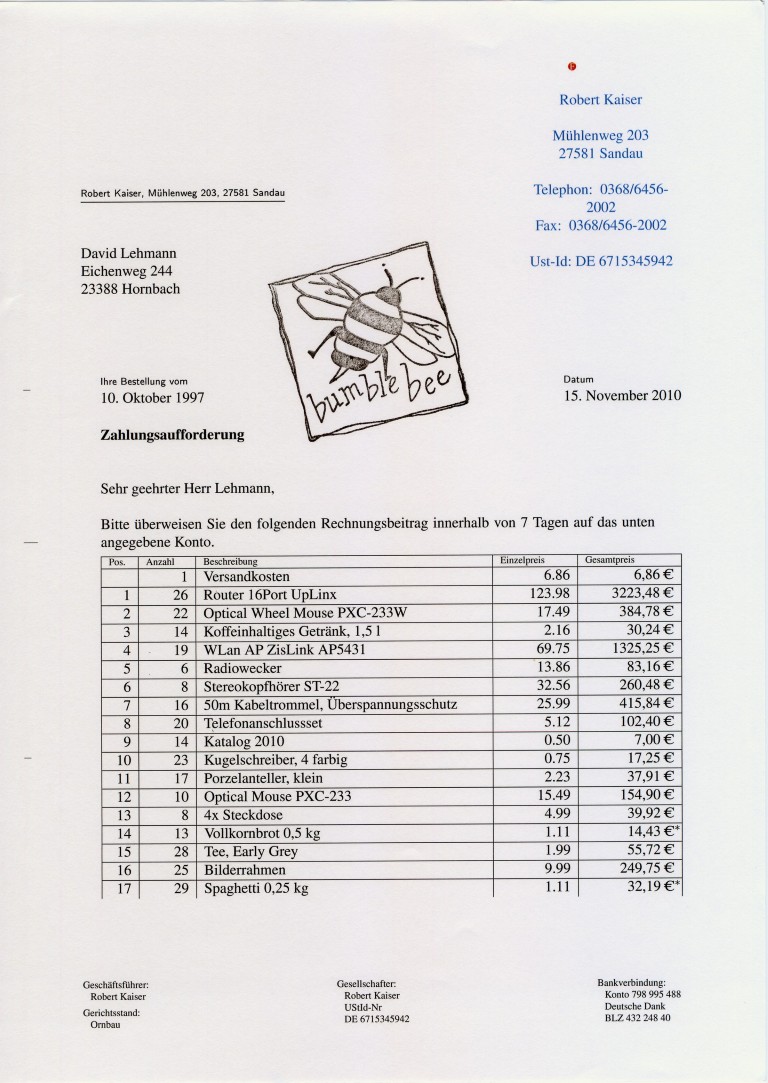 Robert Kaiser
Mühlenweg 203
27581 Sandau
Telephon: 0368/6456-
2002
Fax: 0368/6456-2002
Ust-Id: DE 6715345942
Robert Kaiser, Mühlenweg 203, 27581 Sandau
David Lehmann
Eichenweg 244
23388 Hornbach
bumble bee
Ihre Bestellung vom
10. Oktober 1997
Datum
15. November 2010
Zahlungsaufforderung
Sehr geehrter Herr Lehmann,
Bitte überweisen Sie den folgenden Rechnungsbeitrag innerhalb von 7 Tagen auf das unten
angegebene Konto.
Pos. Anzahl Beschreibung Einzelpreis Gesamtpreis
1 Versandkosten 6.86 6,86 €
1 26 Router 16Port UpLinx 123.98 3223,48 €
2 22 Optical Wheel Mouse PXC-233W 17.49 384,78 €
3 14 Koffeinhaltiges Getränk, 1,5 l 2.16 30,24 €
4 19 WLan AP ZisLink AP5431 69.75 1325,25 €
5 6 Radiowecker 13.86 83,16 €
6 8 Stereokopfhörer ST-22 32.56 260,48 €
7 16 50m Kabeltrommel, Überspannungsschutz 25.99 415,84 €
8 20 Telefonanschlussset 5.12 102,40 €
9 14 Katalog 2010 0.50 7,00 €
10 23 Kugelschreiber, 4 farbig 0.75 17,25 €
11 17 Porzelanteller, klein 2.23 37,91 €
12 10 Optical Mouse PXC-233 15.49 154,90 €
13 8 4x Steckdose 4.99 39,92 €
14 13 Vollkornbrot 0,5 kg 1.11 14,43 €*
15 28 Tee, Early Grey 1.99 55,72 €
16 25 Bilderrahmen 9.99 249,75 €
17 29 Spaghetti 0,25 kg 1.11 32,19 €*
Geschäftsführer:
Robert Kaiser
Gerichtsstand:
Ornbau
Gesellschafter:
Robert Kaiser
UStId-Nr
DE 6715345942
Bankverbindung:
Konto 798 995 488
Deutsche Dank
BLZ 432 248 40